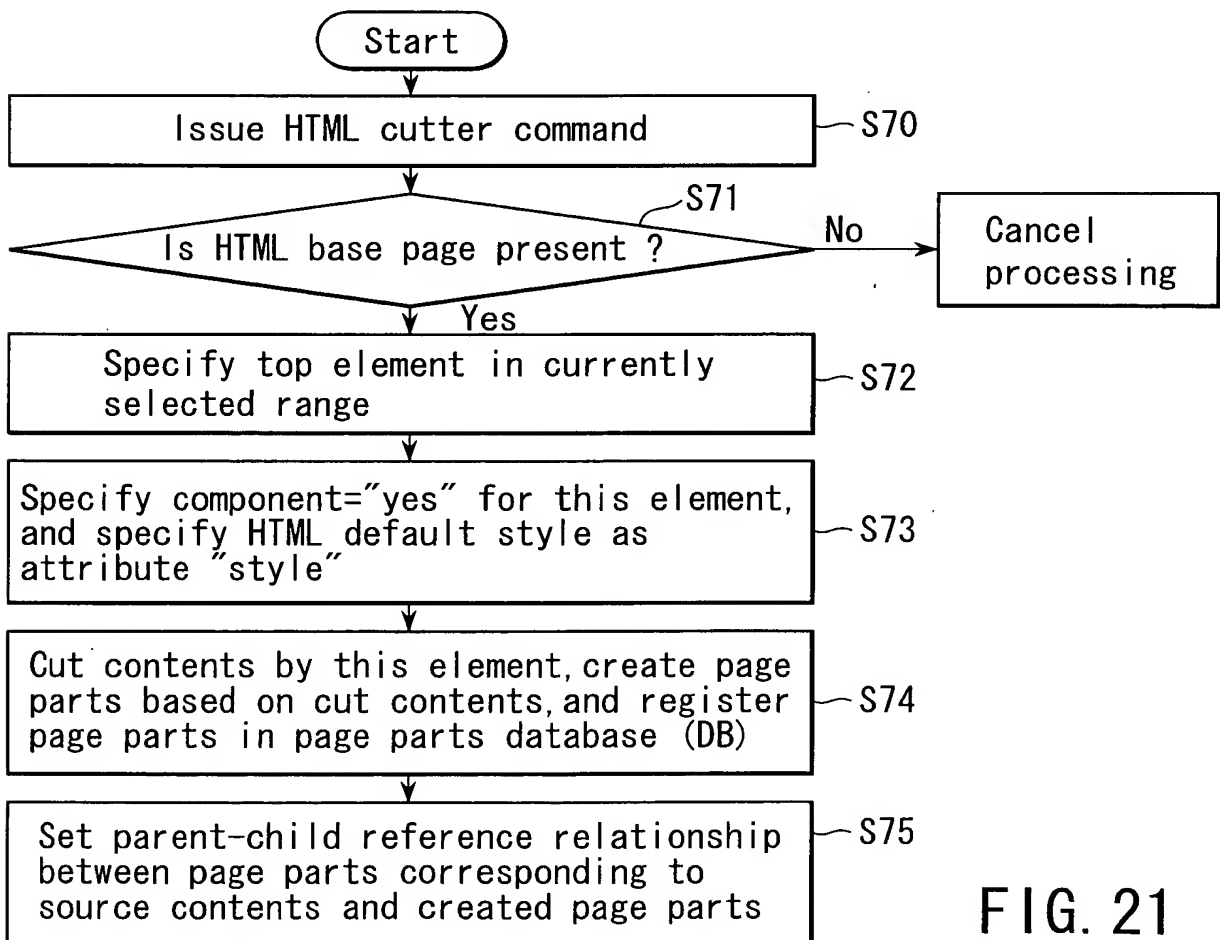 Start
Issue HTML cutter command
S70
S71
Is HTML base page present ?
No
Cancel
processing
Yes
Specify top element in currently
selected range
S72
Specify component="yes" for this element,
and specify HTML default style as
attribute "style"
S73
Cut contents by this element, create page
parts based on cut contents, and register
page parts in page parts database (DB)
S74
Set parent-child reference relationship
between page parts corresponding to
source contents and created page parts
S75
FIG. 21